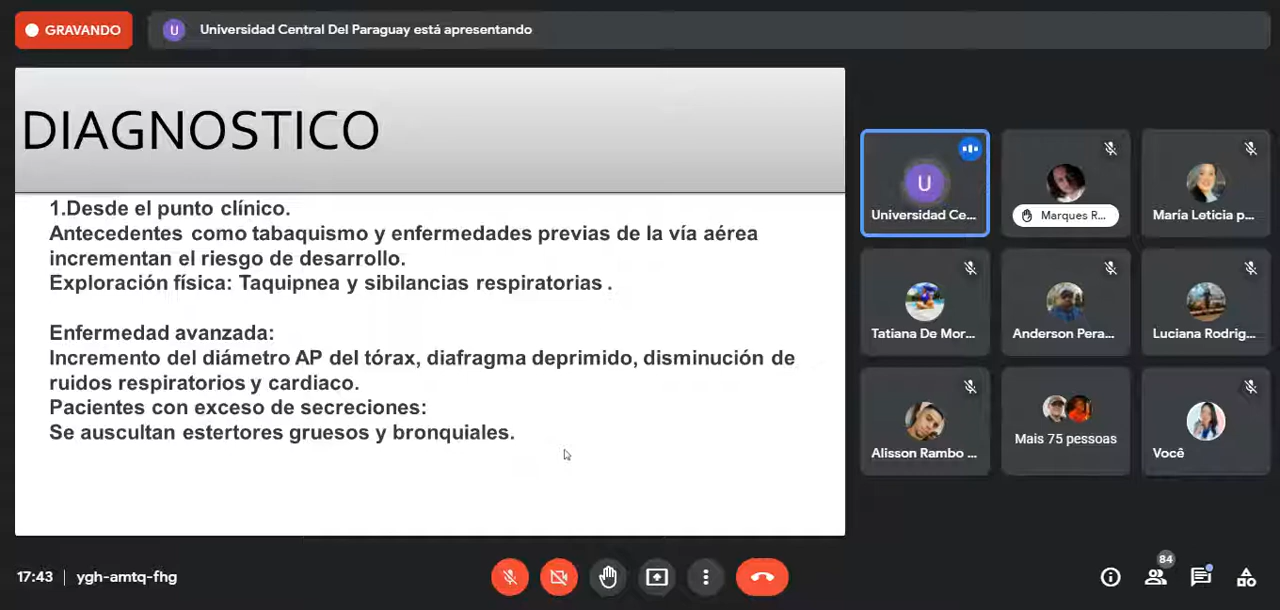 GRAVANDO
U Universidad Central Del Paraguay está apresentando
DIAGNOSTICO
1.Desde el punto clínico.
Antecedentes como tabaquismo y enfermedades previas de la vía aérea
incrementan el riesgo de desarrollo.
Exploración física: Taquipnea y sibilancias respiratorias .
Enfermedad avanzada:
Incremento del diámetro AP del tórax, diafragma deprimido, disminución de
ruidos respiratorios y cardiaco.
Pacientes con exceso de secreciones:
Se auscultan estertores gruesos y bronquiales.
U
Universidad Ce...
Marques R...
María Leticia p...
Tatiana De Mor...
Anderson Pera...
Luciana Rodrig...
Alisson Rambo ...
Mais 75 pessoas
Você
17:43 | ygh-amtq-fhg
84